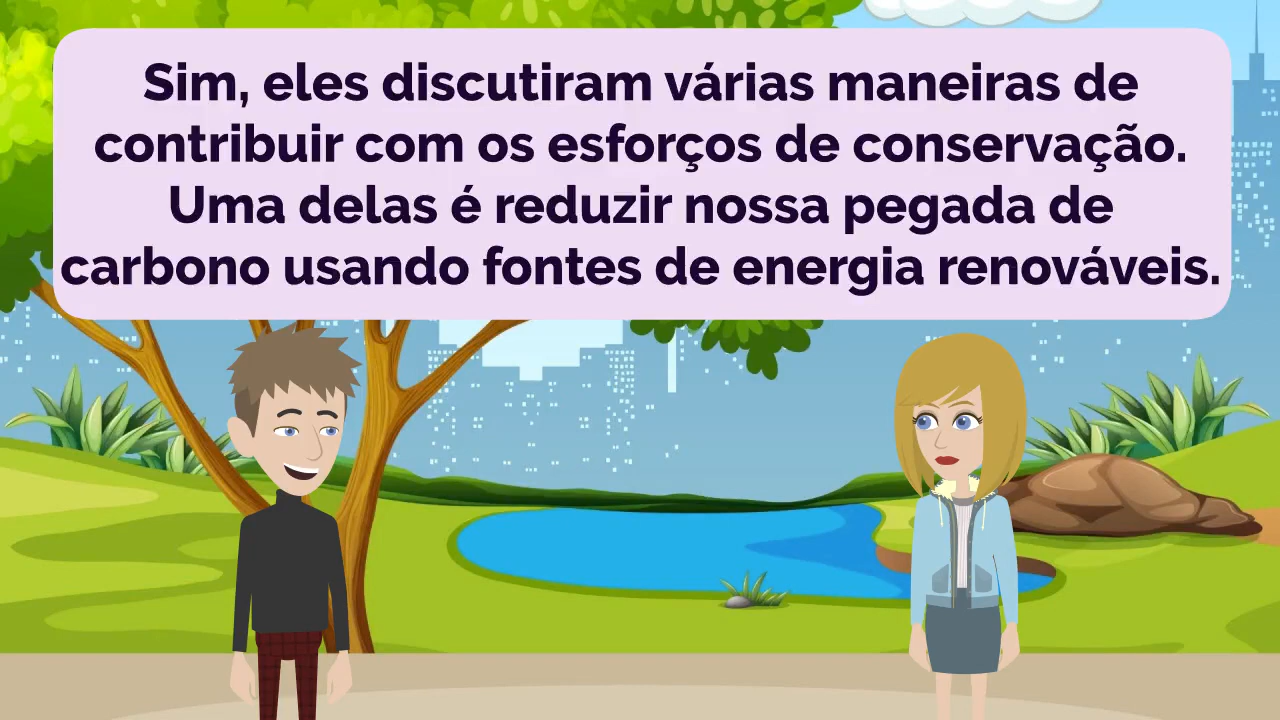 Sim, eles discutiram várias maneiras de
contribuir com os esforços de conservação.
Uma delas é reduzir nossa pegada de
carbono usando fontes de energia renováveis.